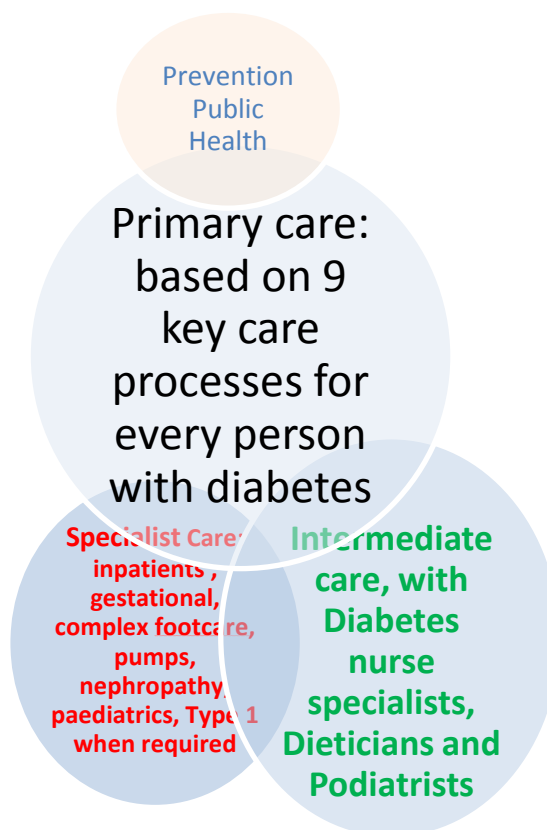 Prevention
Public
Health
Primary care:
based on 9
key care
processes for
every person
with diabetes
Specialist Care:
inpatients ,
gestational,
complex footcare,
pumps,
nephropathy,
paediatrics, Type 1
when required
Intermediate
care, with
Diabetes
nurse
specialists,
Dieticians and
Podiatrists